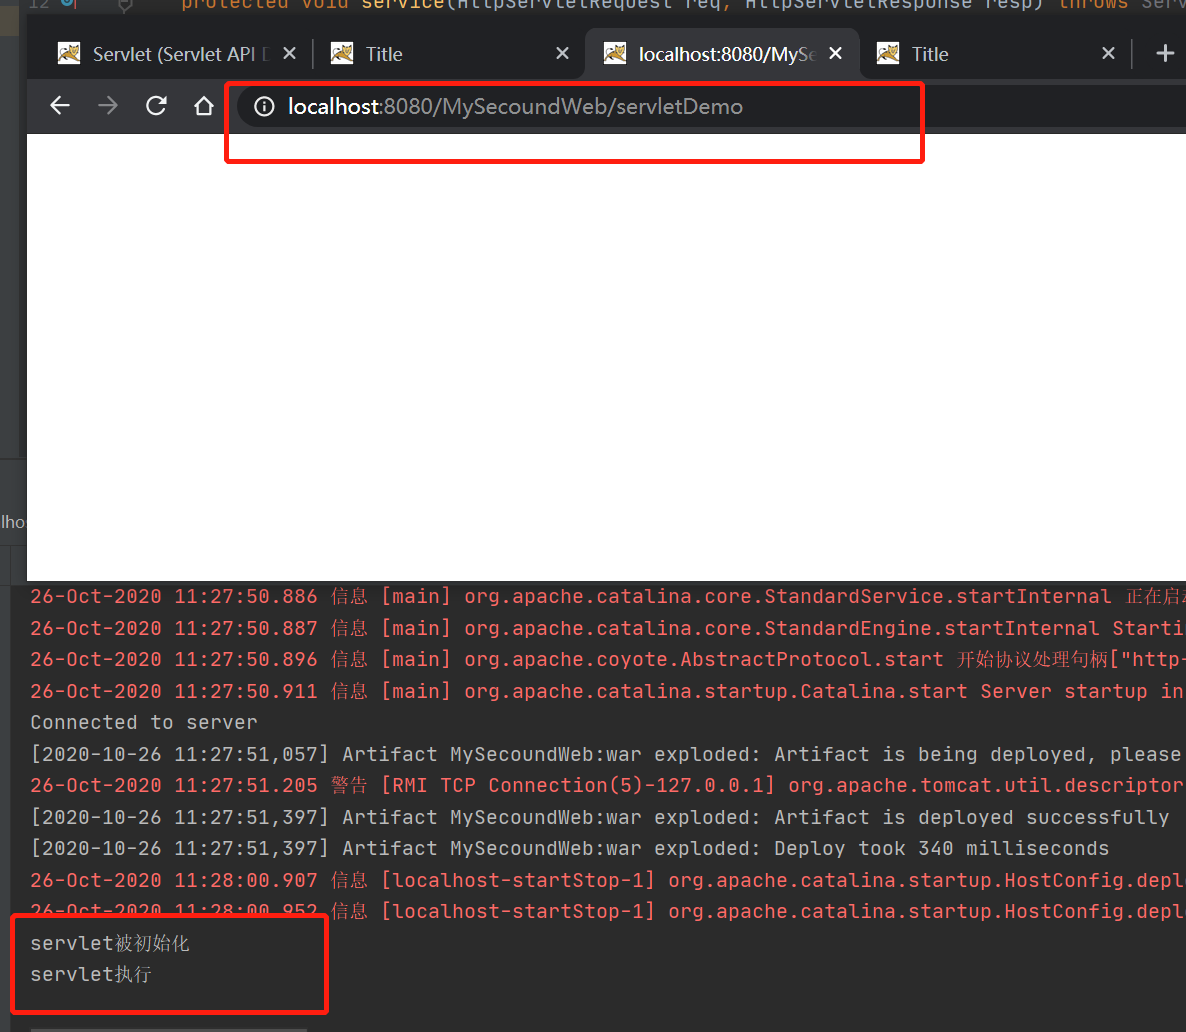 12 protected void service(HttpServletRequest req, HttpServletResponse resp) throws
Servlet (Servlet API
Title
localhost:8080/MySe
Title
localhost:8080/MySecoundWeb/servletDemo
lho
26-Oct-2020 11:27:50.886 信息 [main] org.apache.catalina.core.StandardService.startInternal 正在启
26-Oct-2020 11:27:50.887 信息 [main] org.apache.catalina.core.StandardEngine.startInternal Starti
26-Oct-2020 11:27:50.896 信息 [main] org.apache.coyote.AbstractProtocol.start 开始协议处理句柄["http-
26-Oct-2020 11:27:50.911 信息 [main] org.apache.catalina.startup.Catalina.start Server startup in
Connected to server
[2020-10-26 11:27:51,057] Artifact MySecoundWeb:war exploded: Artifact is being deployed, please
26-Oct-2020 11:27:51.205 警告 [RMI TCP Connection(5)-127.0.0.1] org.apache.tomcat.util.descriptor
[2020-10-26 11:27:51,397] Artifact MySecoundWeb:war exploded: Artifact is deployed successfully
[2020-10-26 11:27:51,397] Artifact MySecoundWeb:war exploded: Deploy took 340 milliseconds
26-Oct-2020 11:28:00.907 信息 [localhost-startStop-1] org.apache.catalina.startup.HostConfig.depl
26-Oct-2020 11:28:00.952 信息 [localhost-startStop-1] org.apache.catalina.startup.HostConfig.depl
servlet被初始化
servlet执行